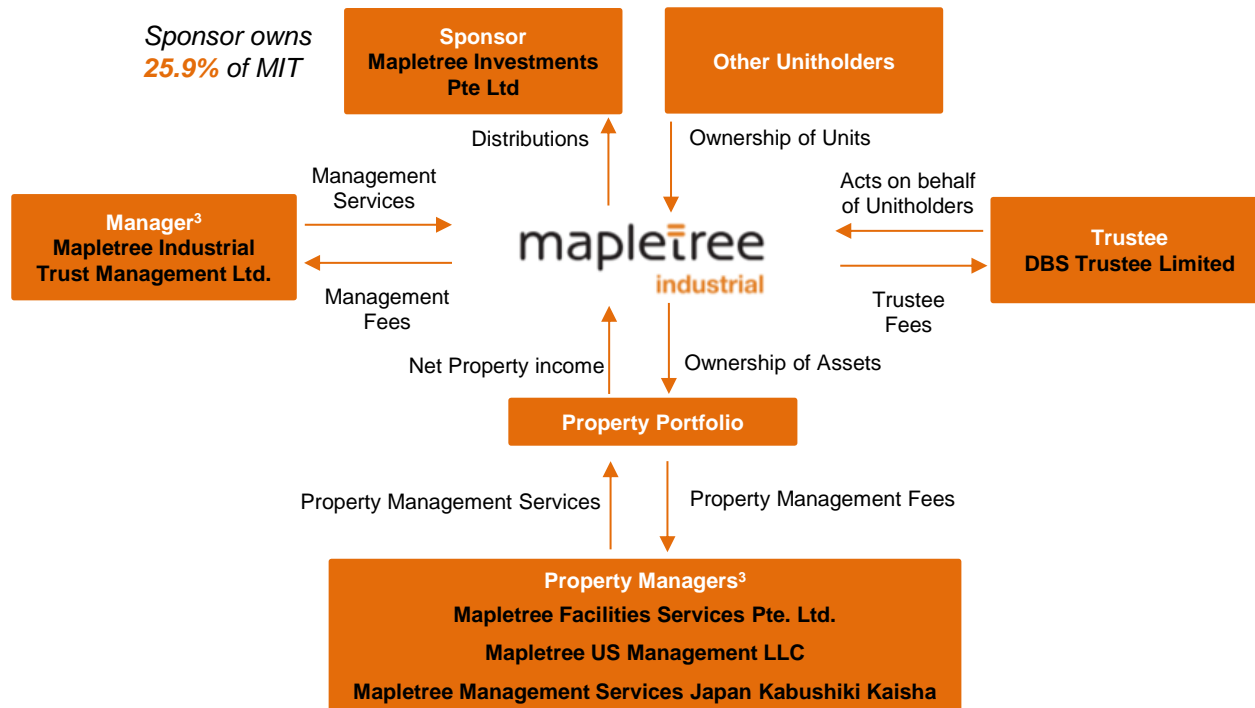 Sponsor owns
25.9% of MIT
Sponsor
Mapletree Investments
Pte Ltd
Other Unitholders
Distributions
Ownership of Units
Management
Services
Acts on behalf
of Unitholders
Manager³
Mapletree Industrial
Trust Management Ltd.
mapletree
industrial
Trustee
DBS Trustee Limited
Management
Fees
Trustee
Fees
Net Property income
Ownership of Assets
Property Portfolio
Property Management Services
Property Management Fees
Property Managers³
Mapletree Facilities Services Pte. Ltd.
Mapletree US Management LLC
Mapletree Management Services Japan Kabushiki Kaisha